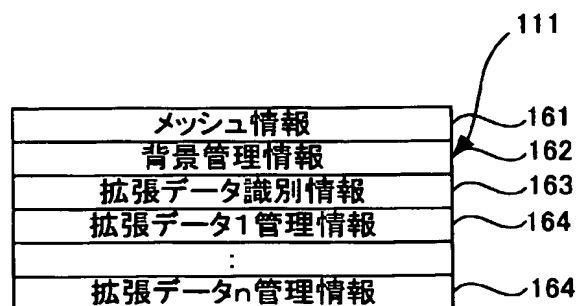 111
メッシュ情報 161
背景管理情報 162
拡張データ識別情報 163
拡張データ1管理情報 164
:
拡張データn管理情報 164